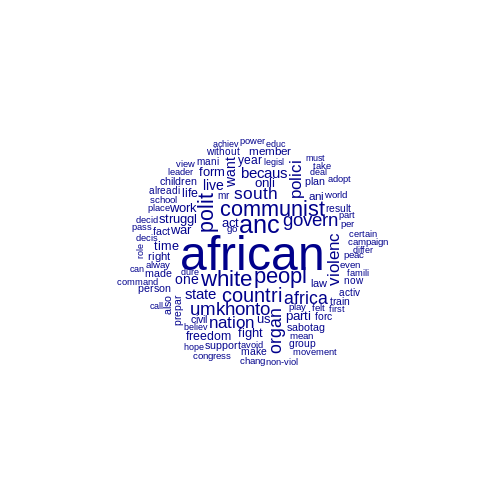 achiev power educ
without member must
view mani year want polici take
leader form becaus deal
children live onli plan adopt
alreadi life mr south ani world
school work polit communist result
place struggl act anc govern part
decid fact war go per
pass time african violenc certain
decis right campaign
role alway differ
can made dure white peopl peac
command one law even
state countri africa famili
also prepar umkhonto play felt now
call civil nation us parti train activ
believ freedom fight organ sabotag forc first
hope support avoid mean
congress make group
chang non-viol movement
person